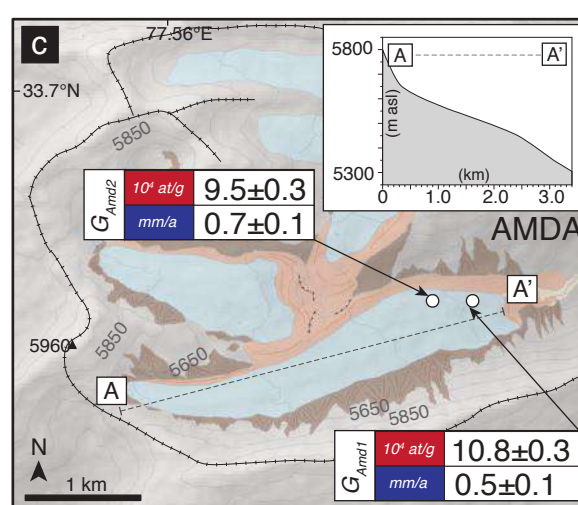 C
77.56°E
33.7°N
5850
5800
A
A'
(m asl)
5300
(km)
0
1.0
2.0
3.0
G Amd2
10⁴ at/g
9.5±0.3
mm/a
0.7±0.1
AMDA
A'
5960
5850
5650
A
5650
5850
N
1 km
G Amd1
10⁴ at/g
10.8±0.3
mm/a
0.5±0.1